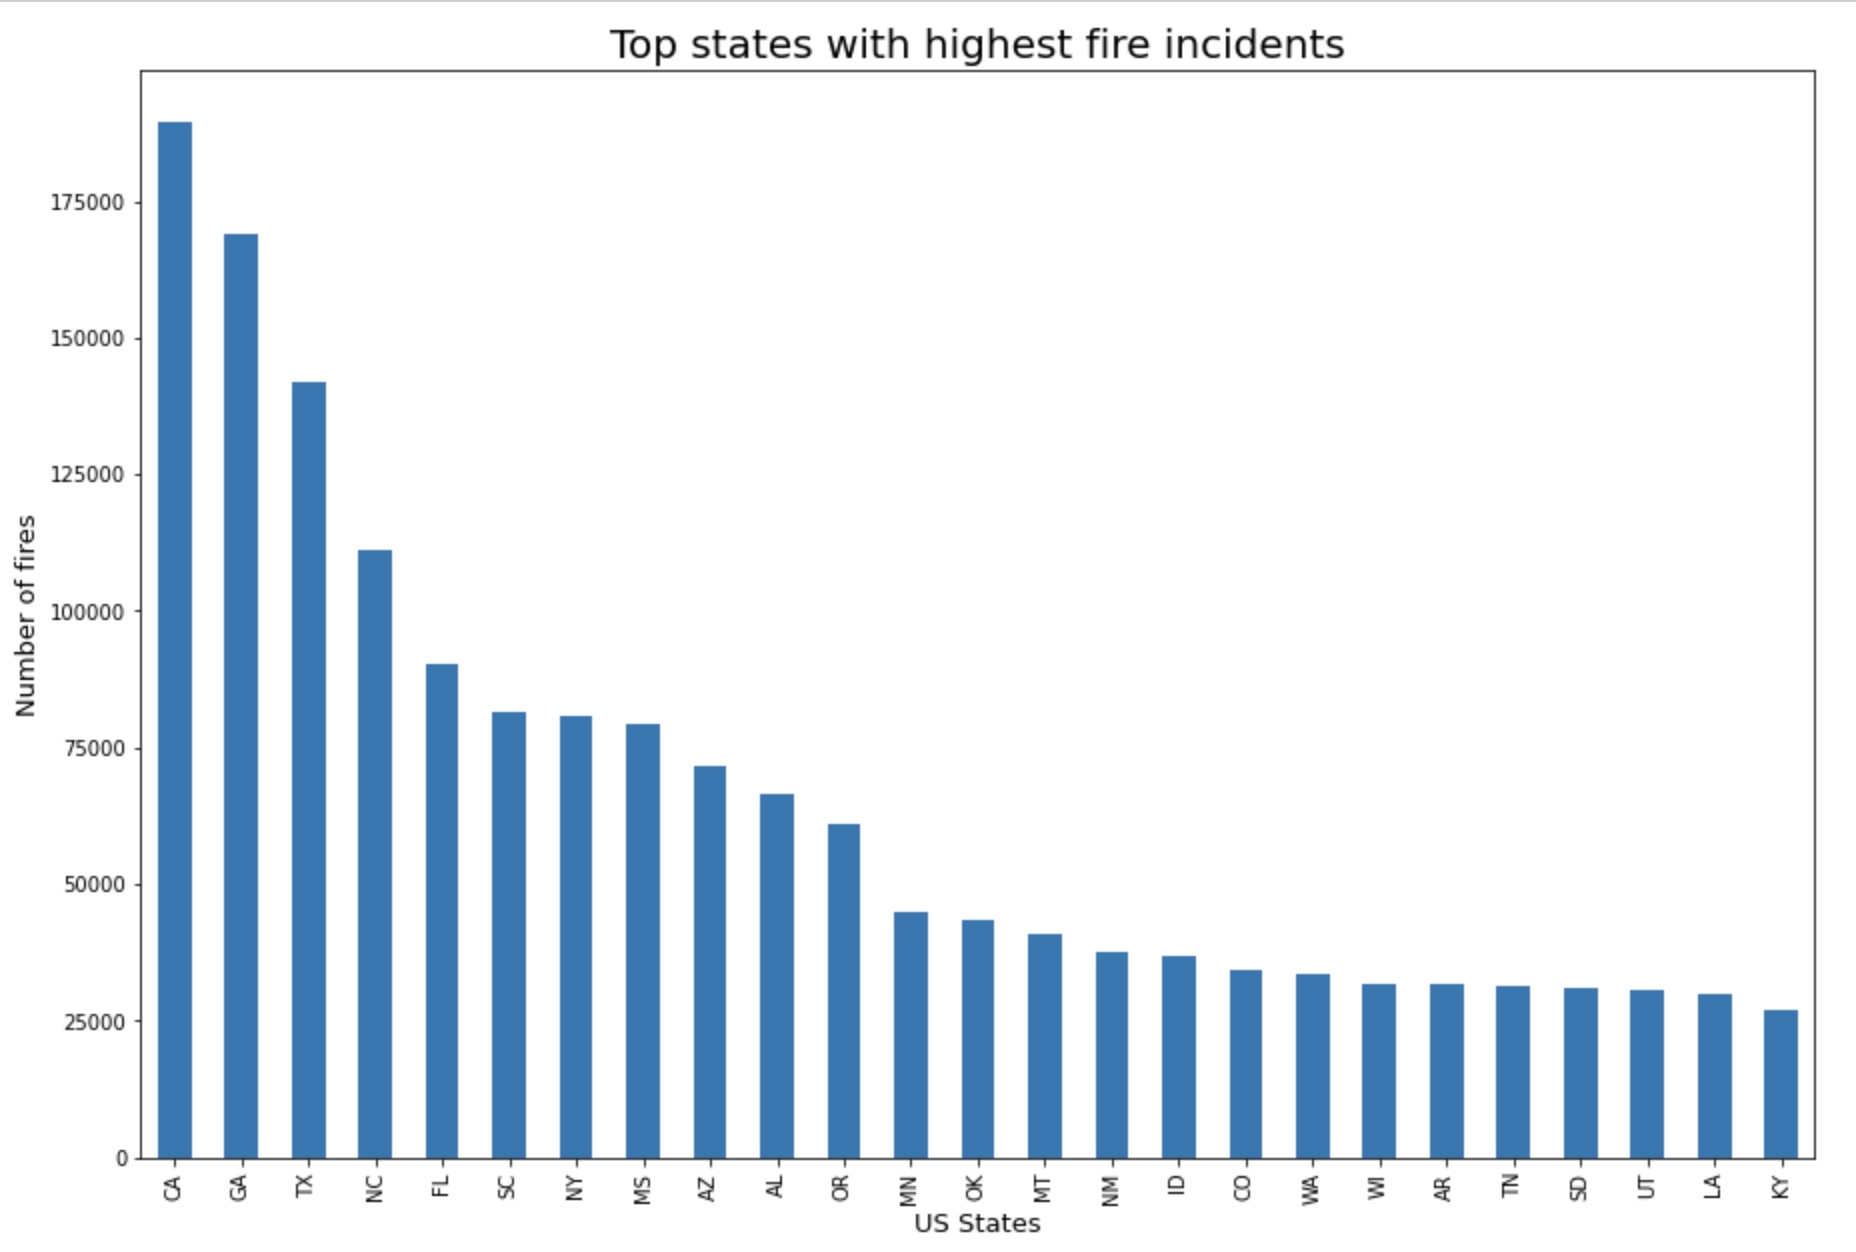 Top states with highest fire incidents
Number of fires
175000
150000
125000
100000
75000
50000
25000
0
CA GA TX NC FL SC NY MS AZ AL OR MN OK MT NM ID CO WA WI AR TN SD UT LA KY
US States